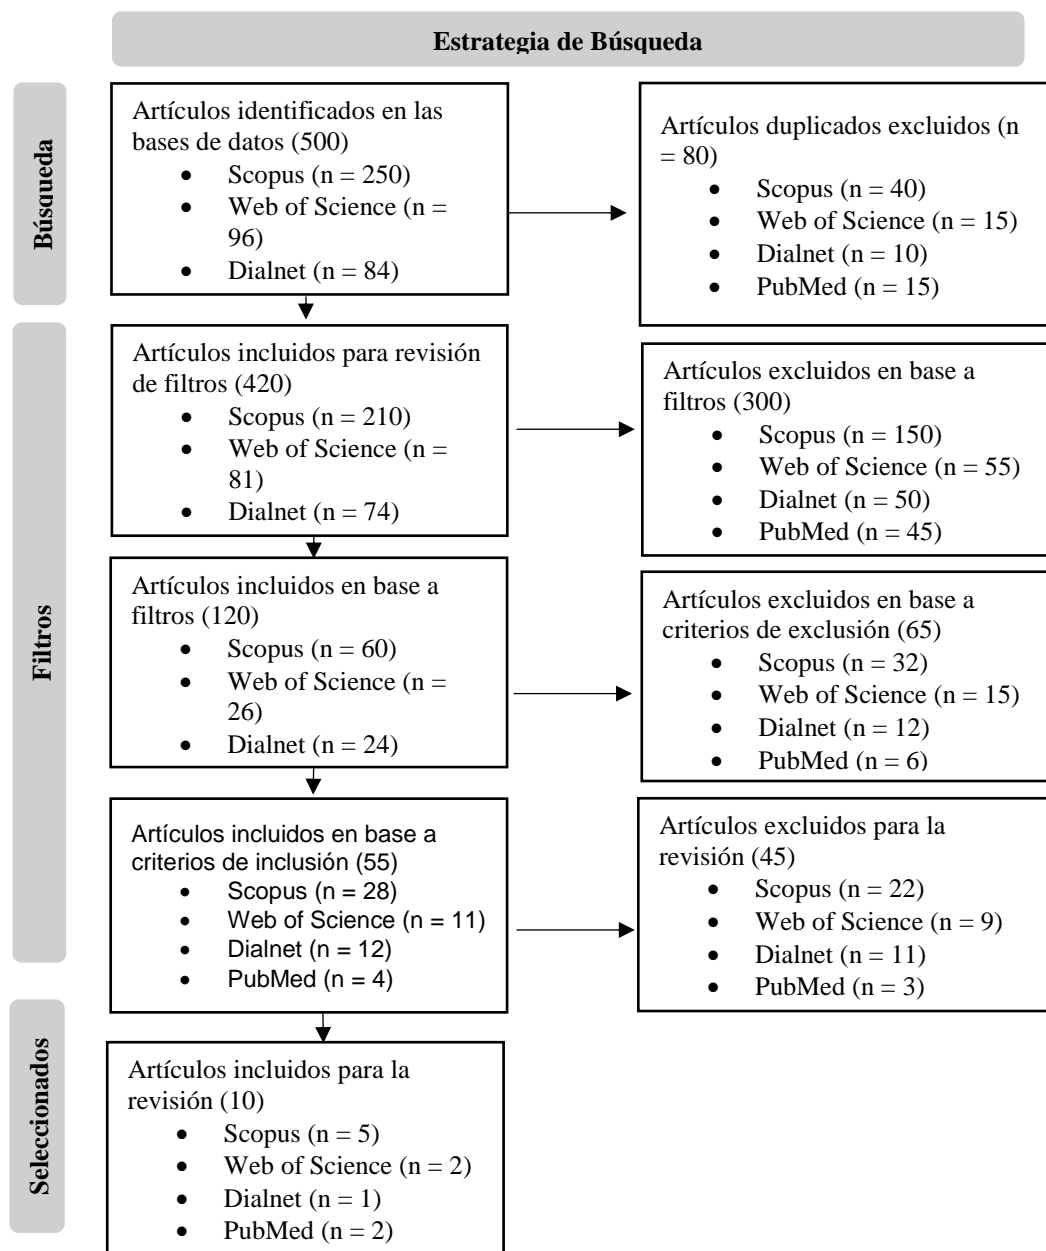 Estrategia de Búsqueda
Búsqueda
Artículos identificados en las
bases de datos (500)
• Scopus (n = 250)
• Web of Science (n =
96)
• Dialnet (n = 84)
Artículos duplicados excluidos (n
= 80)
• Scopus (n = 40)
• Web of Science (n = 15)
• Dialnet (n = 10)
• PubMed (n = 15)
Filtros
Artículos incluidos para revisión
de filtros (420)
• Scopus (n = 210)
• Web of Science (n =
81)
• Dialnet (n = 74)
Artículos excluidos en base a
filtros (300)
• Scopus (n = 150)
• Web of Science (n = 55)
• Dialnet (n = 50)
• PubMed (n = 45)
Artículos incluidos en base a
filtros (120)
• Scopus (n = 60)
• Web of Science (n =
26)
• Dialnet (n = 24)
Artículos excluidos en base a
criterios de exclusión (65)
• Scopus (n = 32)
• Web of Science (n = 15)
• Dialnet (n = 12)
• PubMed (n = 6)
Artículos incluidos en base a
criterios de inclusión (55)
• Scopus (n = 28)
• Web of Science (n = 11)
• Dialnet (n = 12)
• PubMed (n = 4)
Artículos excluidos para la
revisión (45)
• Scopus (n = 22)
• Web of Science (n = 9)
• Dialnet (n = 11)
• PubMed (n = 3)
Seleccionados
Artículos incluidos para la
revisión (10)
• Scopus (n = 5)
• Web of Science (n = 2)
• Dialnet (n = 1)
• PubMed (n = 2)